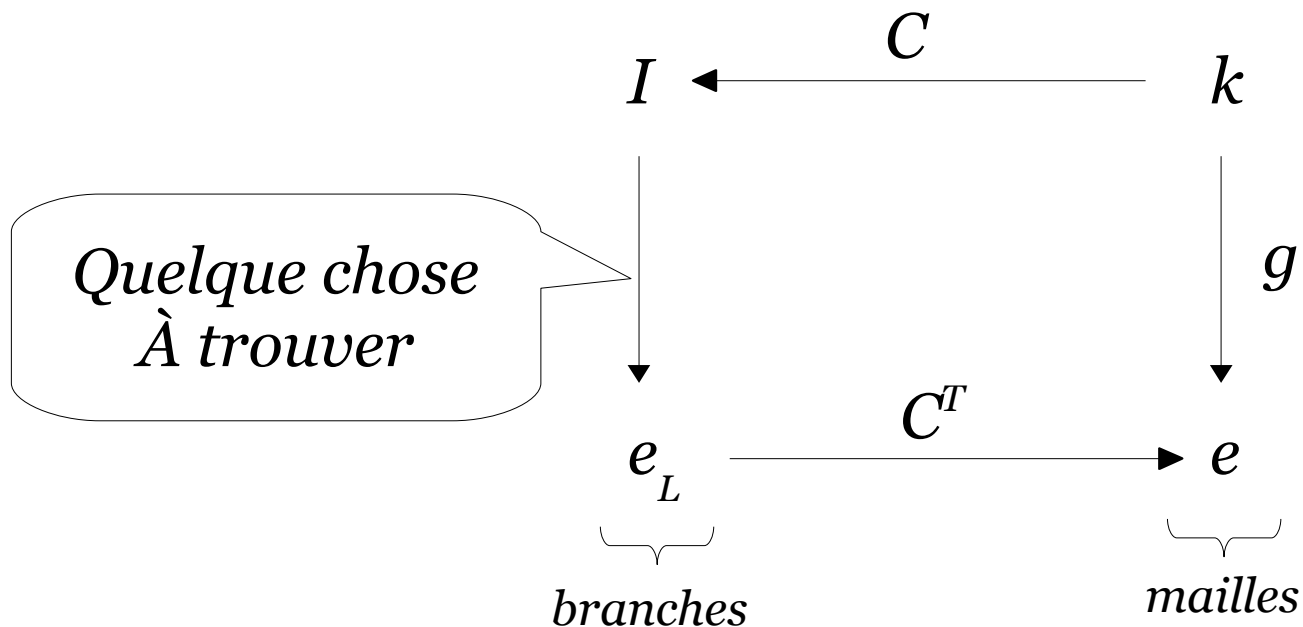 C
I
k
Quelque chose
À trouver
g
C^T
e_L
e
branches
mailles